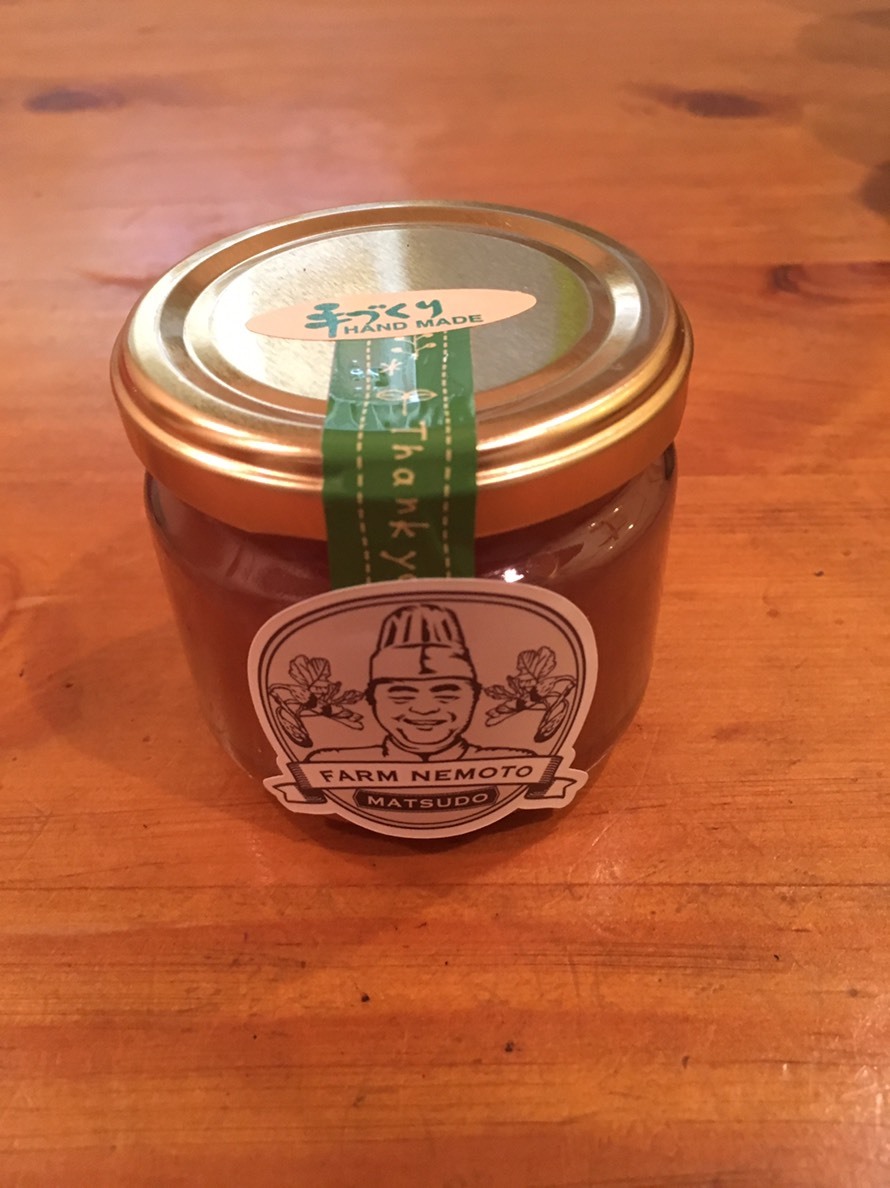 手づくり
HAND MADE
Thank yo
FARM NEMOTO
MATSUDO